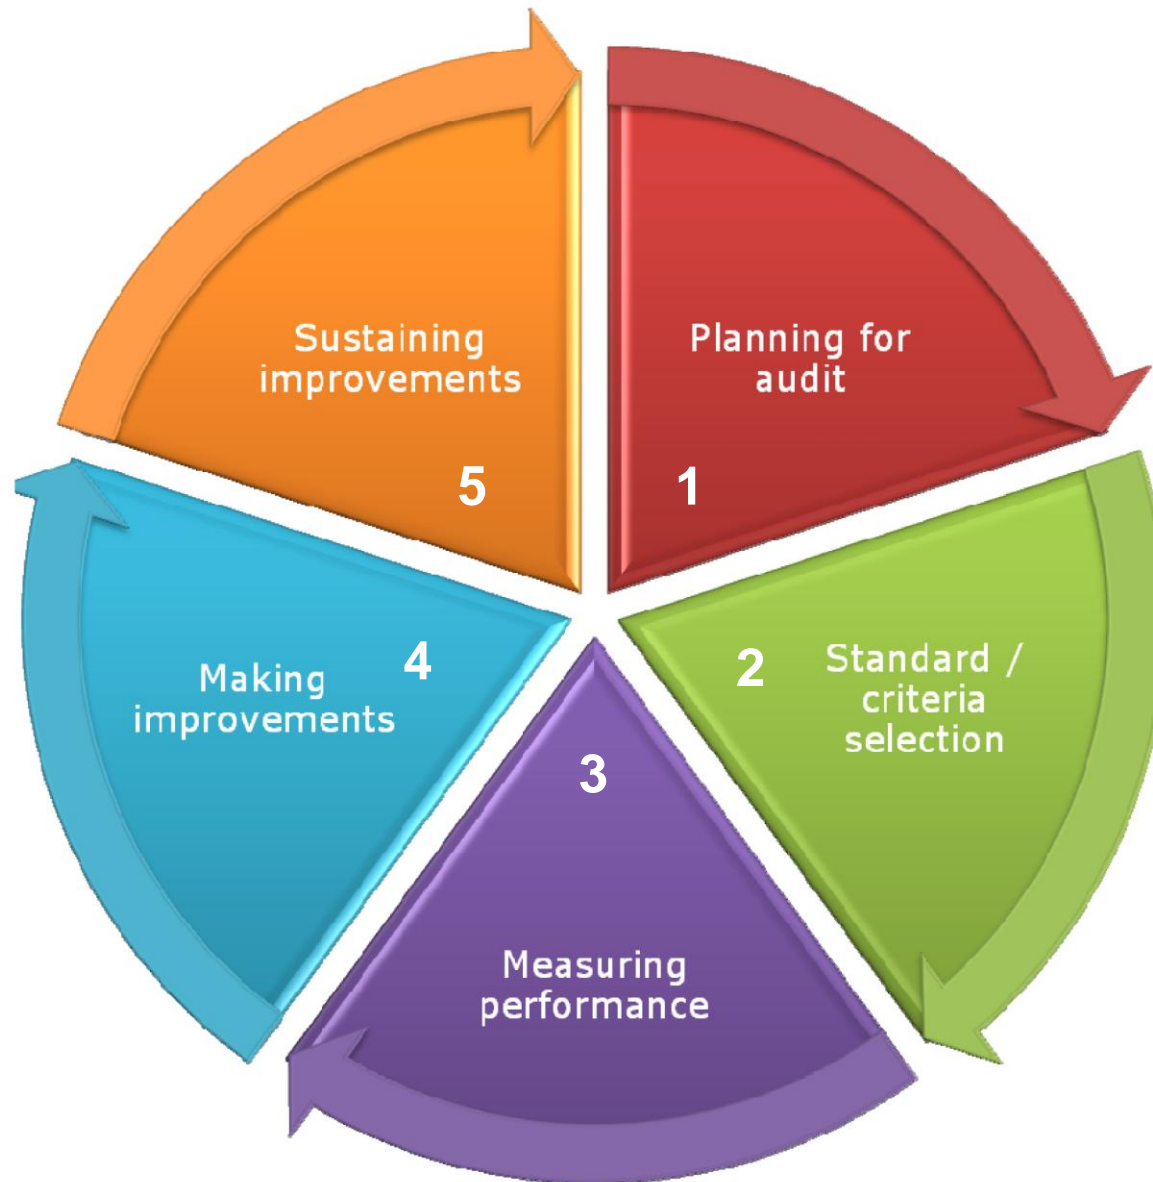 Planning for
audit
1
2
Standard /
criteria
selection
3
Measuring
performance
4
Making
improvements
Sustaining
improvements
5